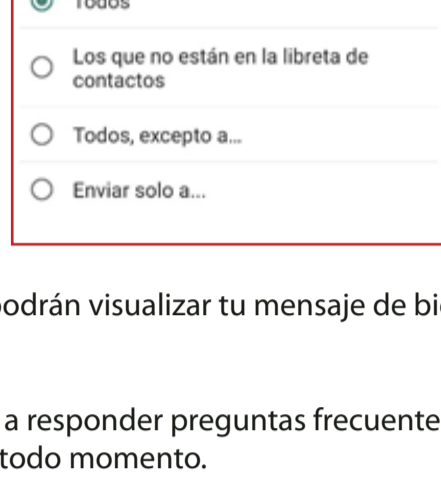 Todos
Los que no están en la libreta de
contactos
Todos, excepto a...
Enviar solo a...
podrán visualizar tu mensaje de
a responder preguntas frecuente
todo momento.